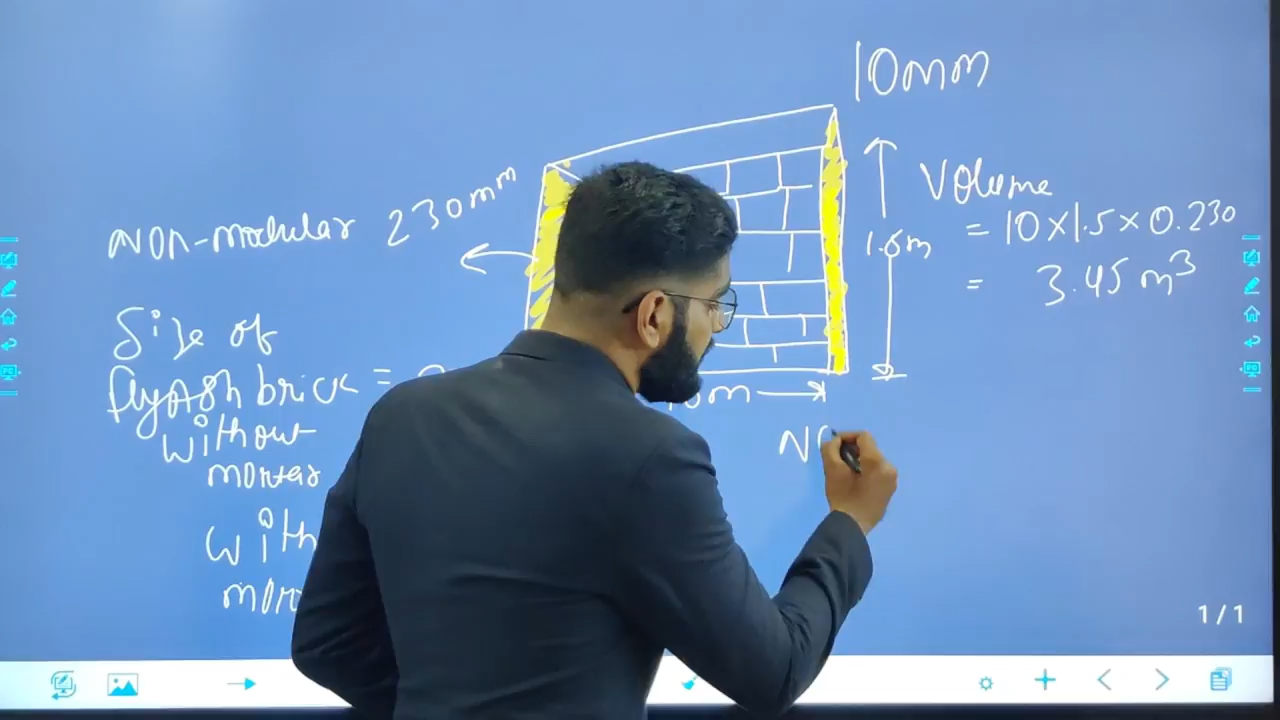 10mm
Non-modular 230mm
Volume
= 10 x 1.5 x 0.230
= 3.45 m³
1.5m
Size of
flyash brick =
without
mortar
with
10m
N
1/1